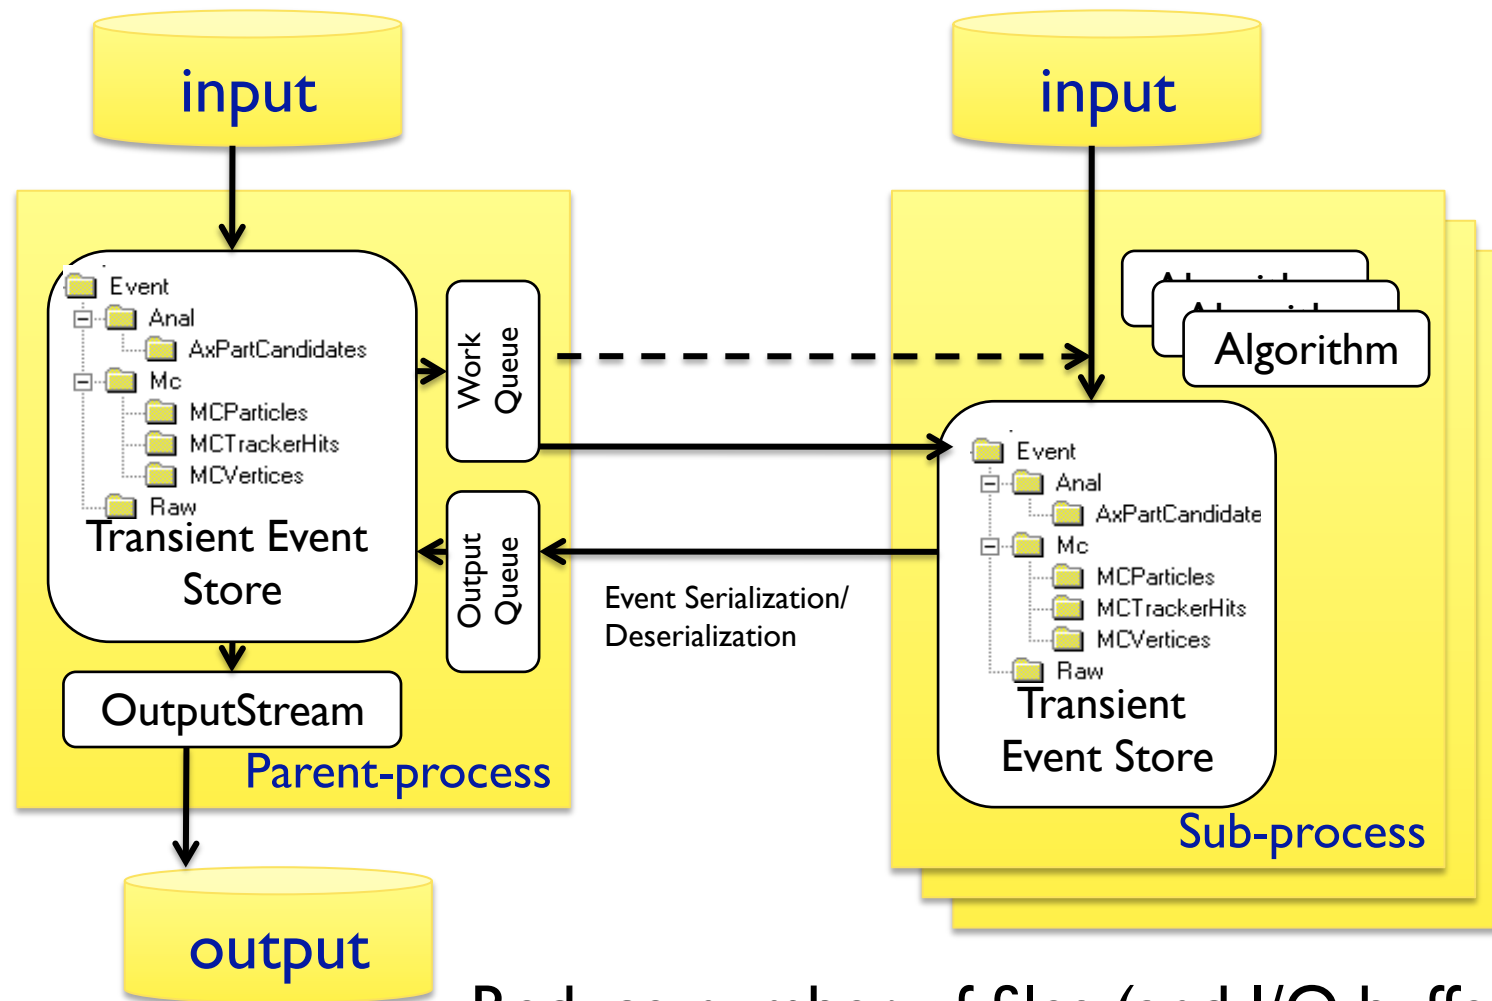 input
input
Event
Anal
AxPartCandidates
Mc
MCParticles
MCTrackerHits
MCVertices
Raw
Transient Event
Store
Work
Queue
Output
Queue
OutputStream
Parent-process
Event Serialization/
Deserialization
Algorithm
Event
Anal
AxPartCandidate
Mc
MCParticles
MCTrackerHits
MCVertices
Raw
Transient
Event Store
Sub-process
output